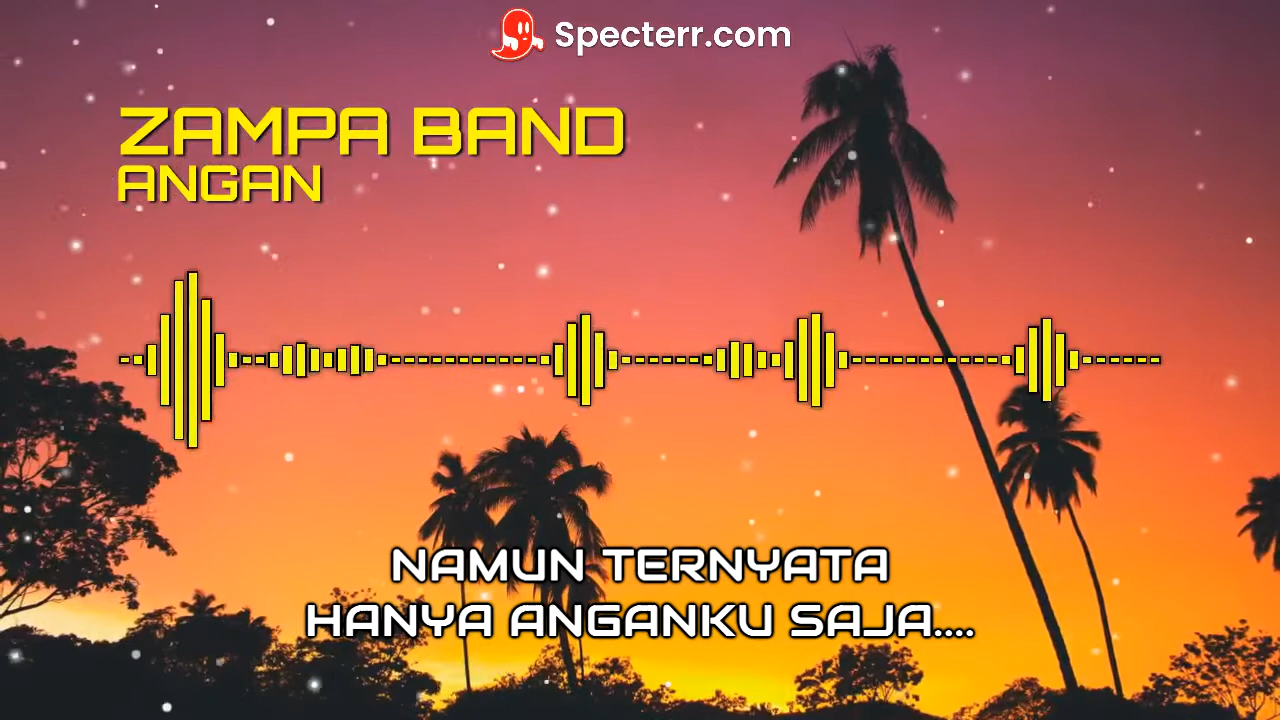 Specterr.com
ZAMPA BAND
ANGAN
NAMUN TERNYATA
HANYA ANGANKU SAJA....